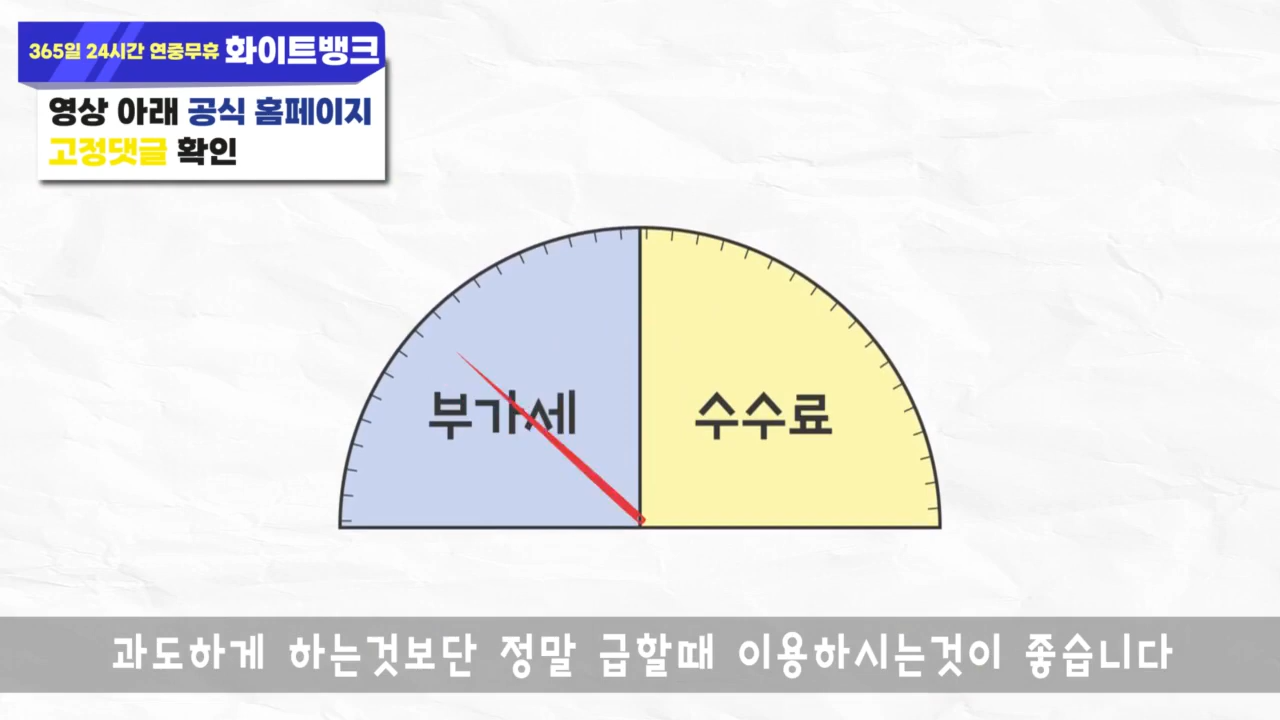 365일 24시간 연중무휴 화이트뱅크
영상 아래 공식 홈페이지
고정댓글 확인
부가세
수수료
과도하게 하는것보단 정말 급할때 이용하시는것이 좋습니다